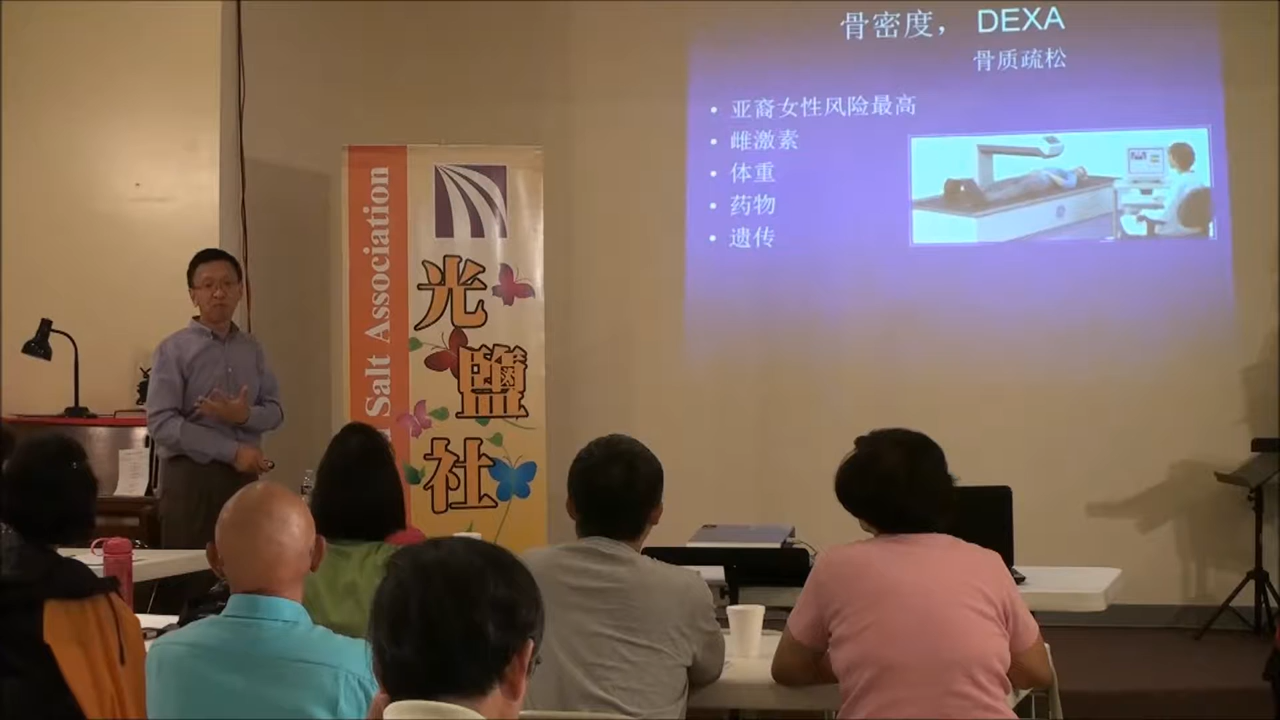 骨密度， DEXA
骨质疏松
• 亚裔女性风险最高
• 雌激素
• 体重
• 药物
• 遗传
Salt Association
光
鹽
社